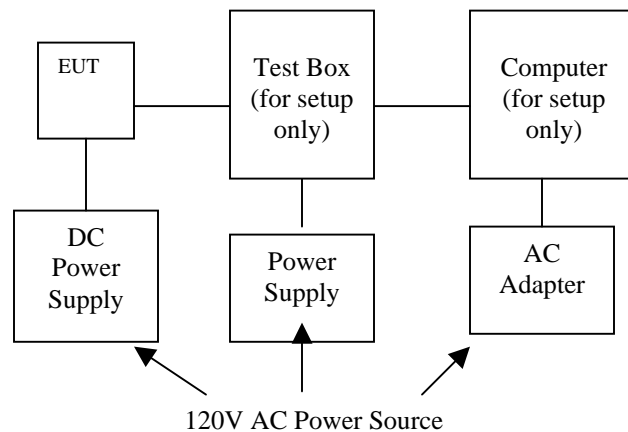 EUT
Test Box
(for setup
only)
Computer
(for setup
only)
DC
Power
Supply
Power
Supply
AC
Adapter
120V AC Power Source